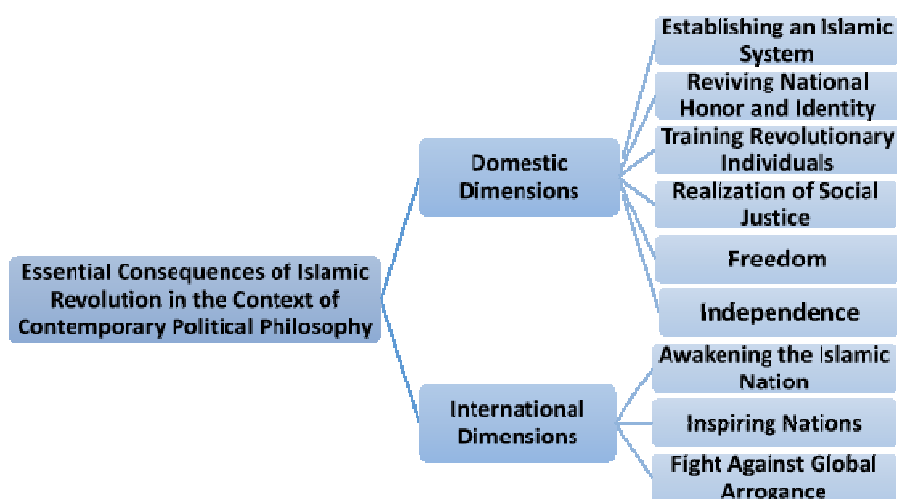 Essential Consequences of Islamic
Revolution in the Context of
Contemporary Political Philosophy
Domestic
Dimensions
Establishing an Islamic
System
Reviving National
Honor and Identity
Training Revolutionary
Individuals
Realization of Social
Justice
Freedom
Independence
International
Dimensions
Awakening the Islamic
Nation
Inspiring Nations
Fight Against Global
Arrogance